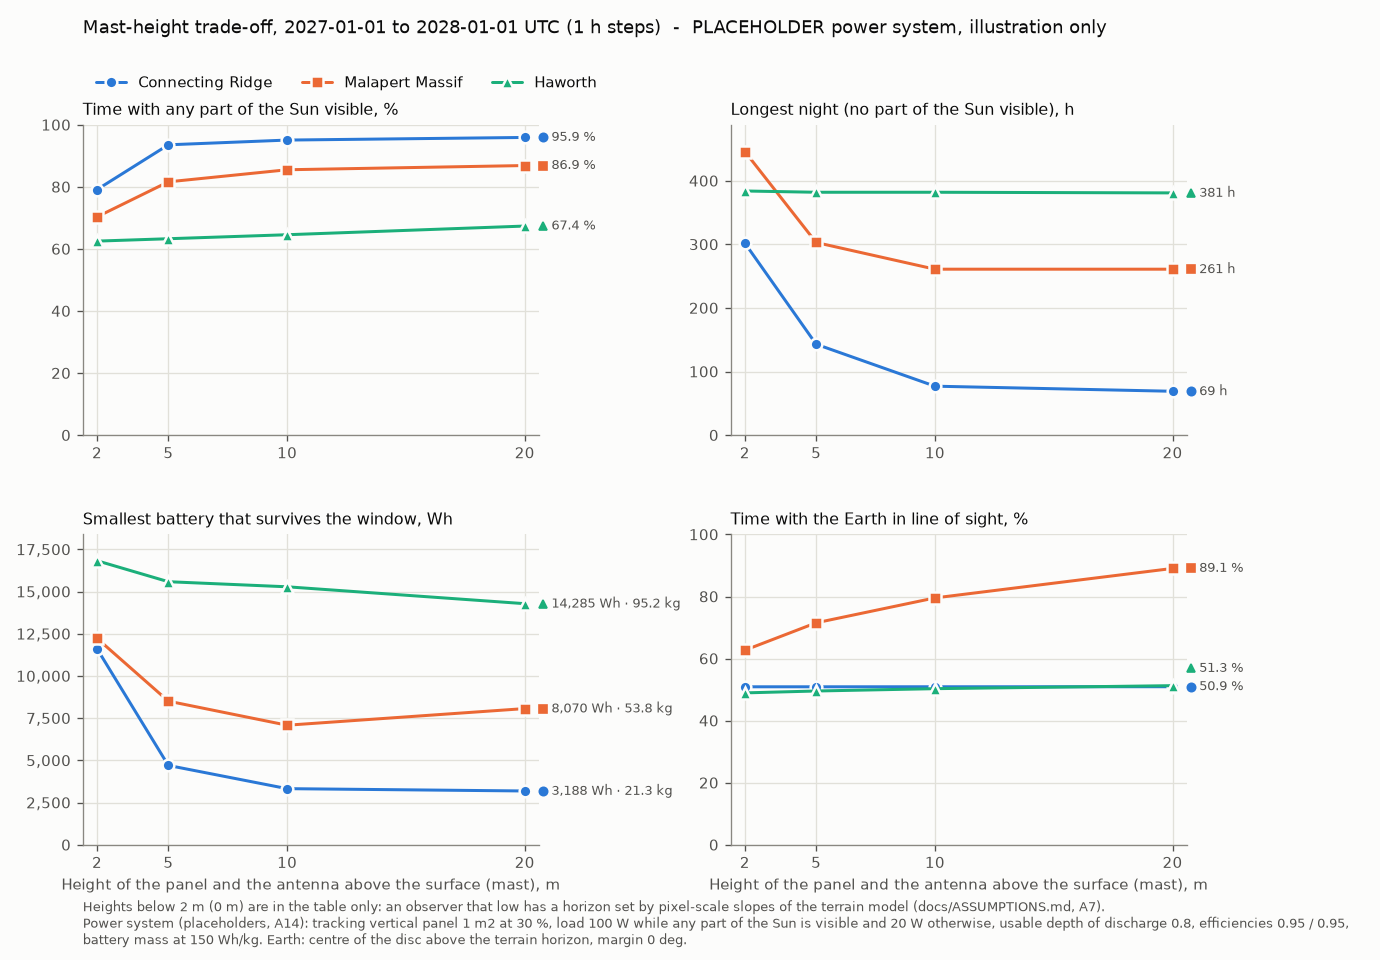 Mast-height trade-off, 2027-01-01 to 2028-01-01 UTC (1 h steps)  -  PLACEHOLDER power system, illustration only
Connecting Ridge
Malapert Massif
Haworth
Time with any part of the Sun visible, %
100
80
60
40
20
0
2
5
10
20
95.9 %
86.9 %
67.4 %
Longest night (no part of the Sun visible), h
400
300
200
100
0
2
5
10
20
381 h
261 h
69 h
Smallest battery that survives the window, Wh
17,500
15,000
12,500
10,000
7,500
5,000
2,500
0
2
5
10
20
14,285 Wh · 95.2 kg
8,070 Wh · 53.8 kg
3,188 Wh · 21.3 kg
Height of the panel and the antenna above the surface (mast), m
Time with the Earth in line of sight, %
100
80
60
40
20
0
2
5
10
20
89.1 %
51.3 %
50.9 %
Height of the panel and the antenna above the surface (mast), m
Heights below 2 m (0 m) are in the table only: an observer that low has a horizon set by pixel-scale slopes of the terrain model (docs/ASSUMPTIONS.md, A7).
Power system (placeholders, A14): tracking vertical panel 1 m2 at 30 %, load 100 W while any part of the Sun is visible and 20 W otherwise, usable depth of discharge 0.8, efficiencies 0.95 / 0.95,
battery mass at 150 Wh/kg. Earth: centre of the disc above the terrain horizon, margin 0 deg.